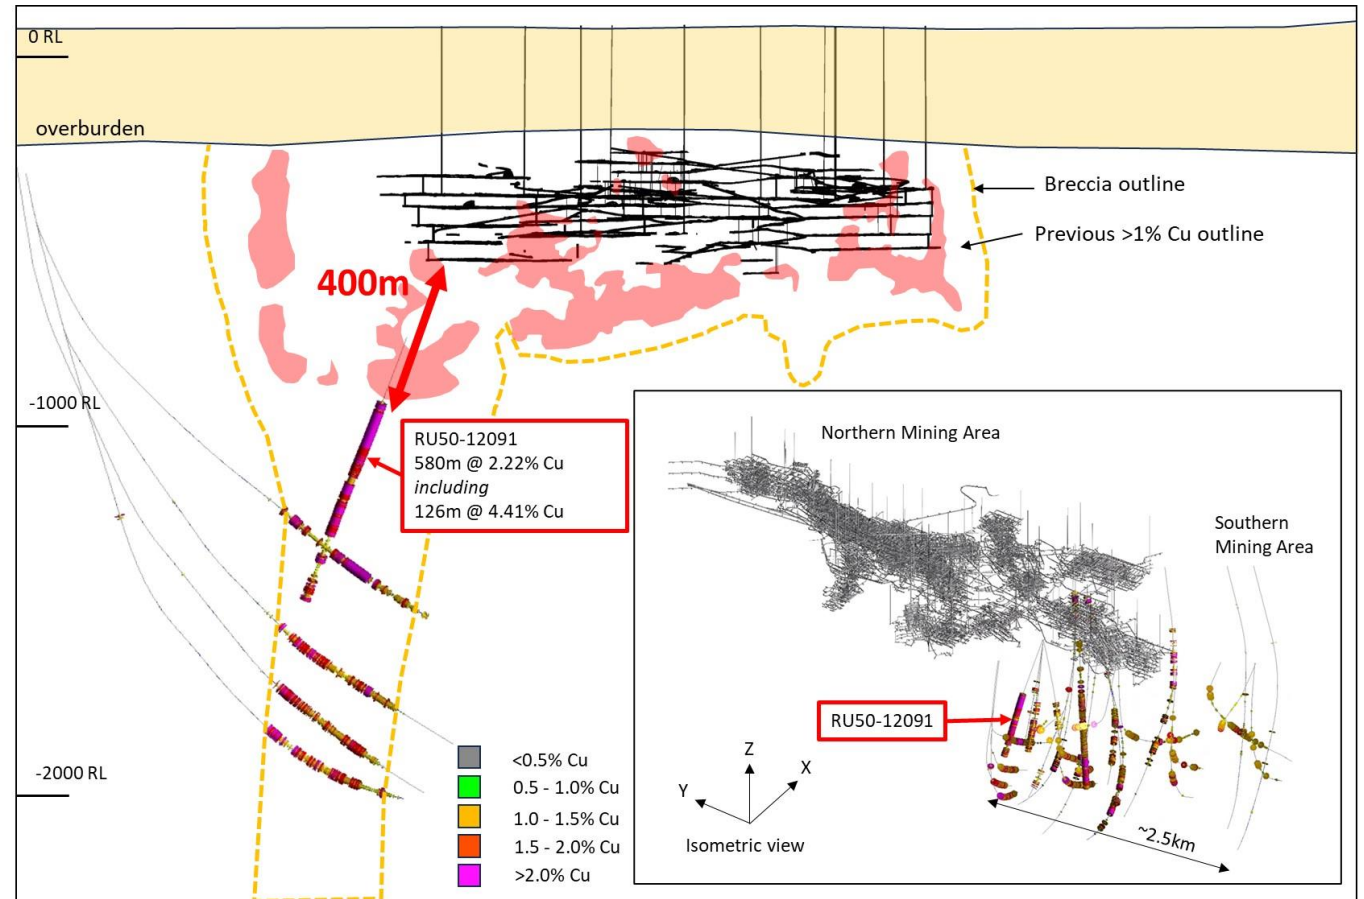 0 RL
overburden
Breccia outline
Previous >1% Cu outline
400m
-1000 RL
RU50-12091
580m @ 2.22% Cu
including
126m @ 4.41% Cu
-2000 RL
<0.5% Cu
0.5 - 1.0% Cu
1.0 - 1.5% Cu
1.5 - 2.0% Cu
>2.0% Cu
Northern Mining Area
Southern
Mining Area
RU50-12091
Z
X
Y
Isometric view
~2.5km